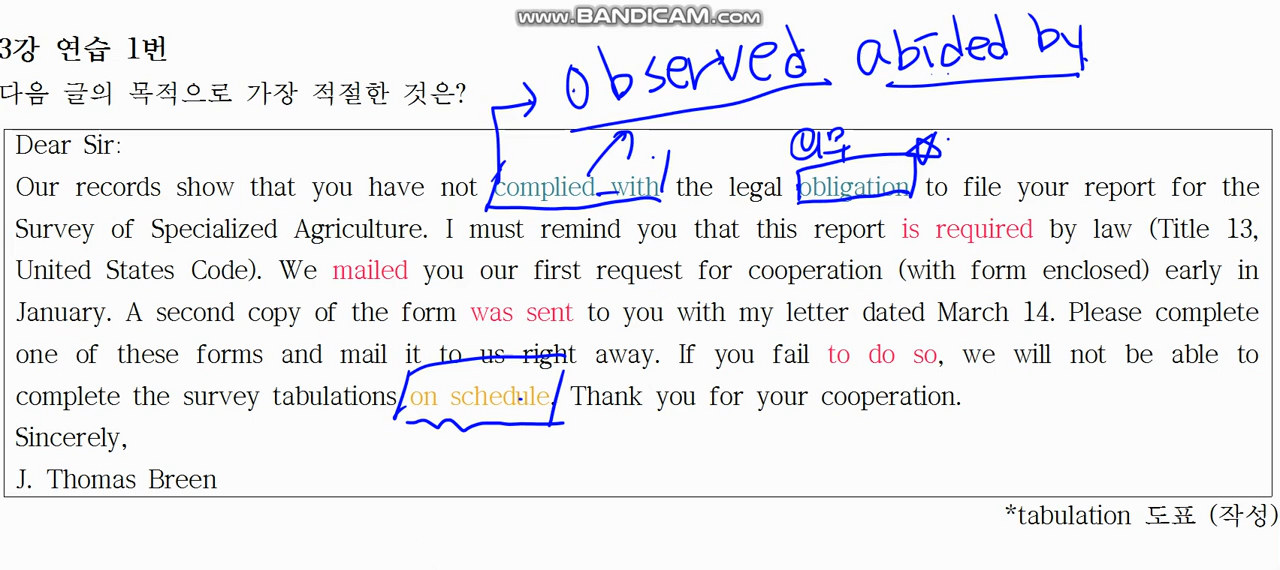 www.BANDICAM.com
3강 연습 1번
observed abided by
다음 글의 목적으로 가장 적절한 것은?
Dear Sir:
의무
Our records show that you have not complied with the legal obligation to file your report for the
Survey of Specialized Agriculture. I must remind you that this report is required by law (Title 13,
United States Code). We mailed you our first request for cooperation (with form enclosed) early in
January. A second copy of the form was sent to you with my letter dated March 14. Please complete
one of these forms and mail it to us right away. If you fail to do so, we will not be able to
complete the survey tabulations on schedule. Thank you for your cooperation.
Sincerely,
J. Thomas Breen
*tabulation 도표 (작성)